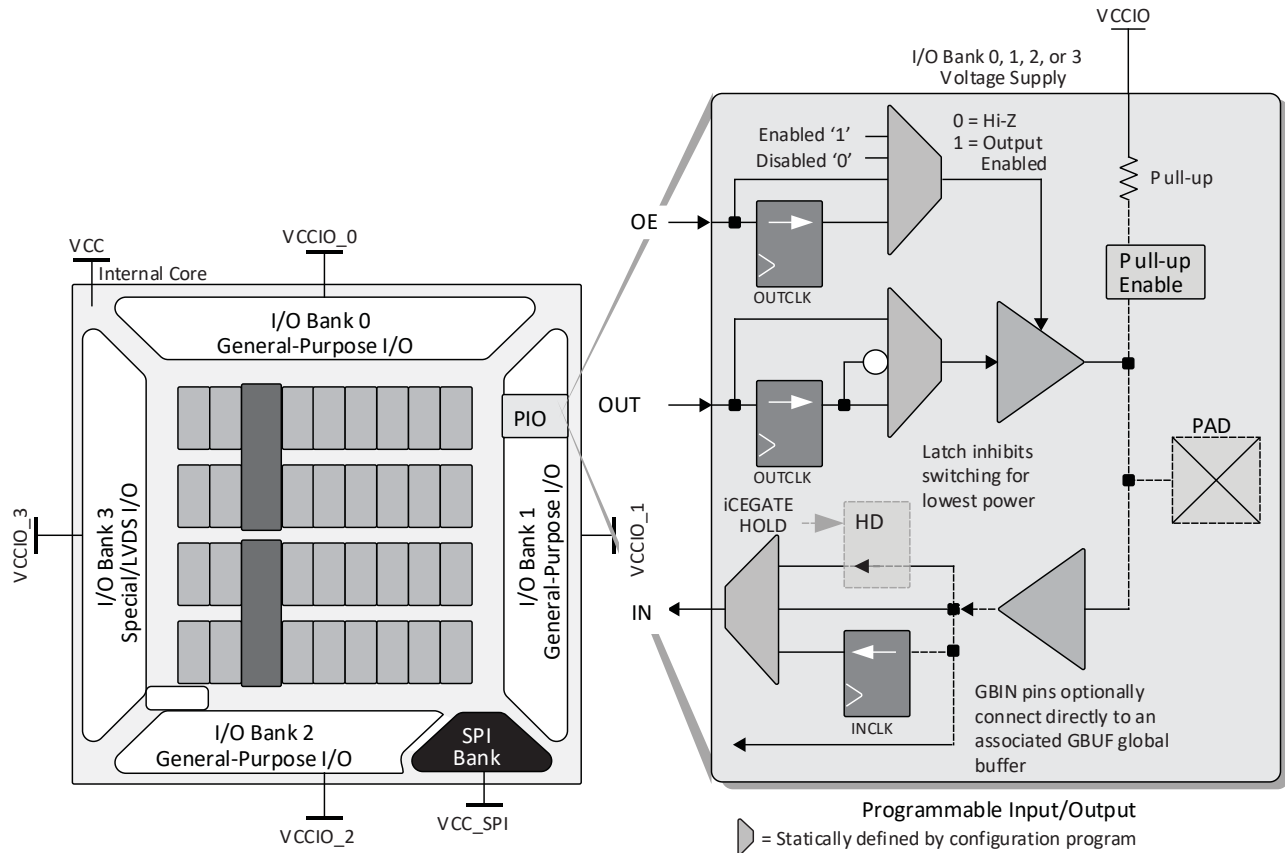 VCCIO
I/O Bank 0, 1, 2, or 3
Voltage Supply
Enabled ‘1’
Disabled ‘0’
0 = Hi-Z
1 = Output
Enabled
Pull-up
OE
OUTCLK
Pull-up
Enable
VCC
Internal Core
VCCIO_0
I/O Bank 0
General-Purpose I/O
PIO
OUT
OUTCLK
PAD
Latch inhibits
switching for
lowest power
iCEGATE
HOLD
HD
VCCIO_3
I/O Bank 3
Special/LVDS I/O
I/O Bank 1
General-Purpose I/O
VCCIO_1
IN
INCLK
GBIN pins optionally
connect directly to an
associated GBUF global
buffer
I/O Bank 2
General-Purpose I/O
SPI
Bank
VCCIO_2
VCC_SPI
Programmable Input/Output
= Statically defined by configuration program